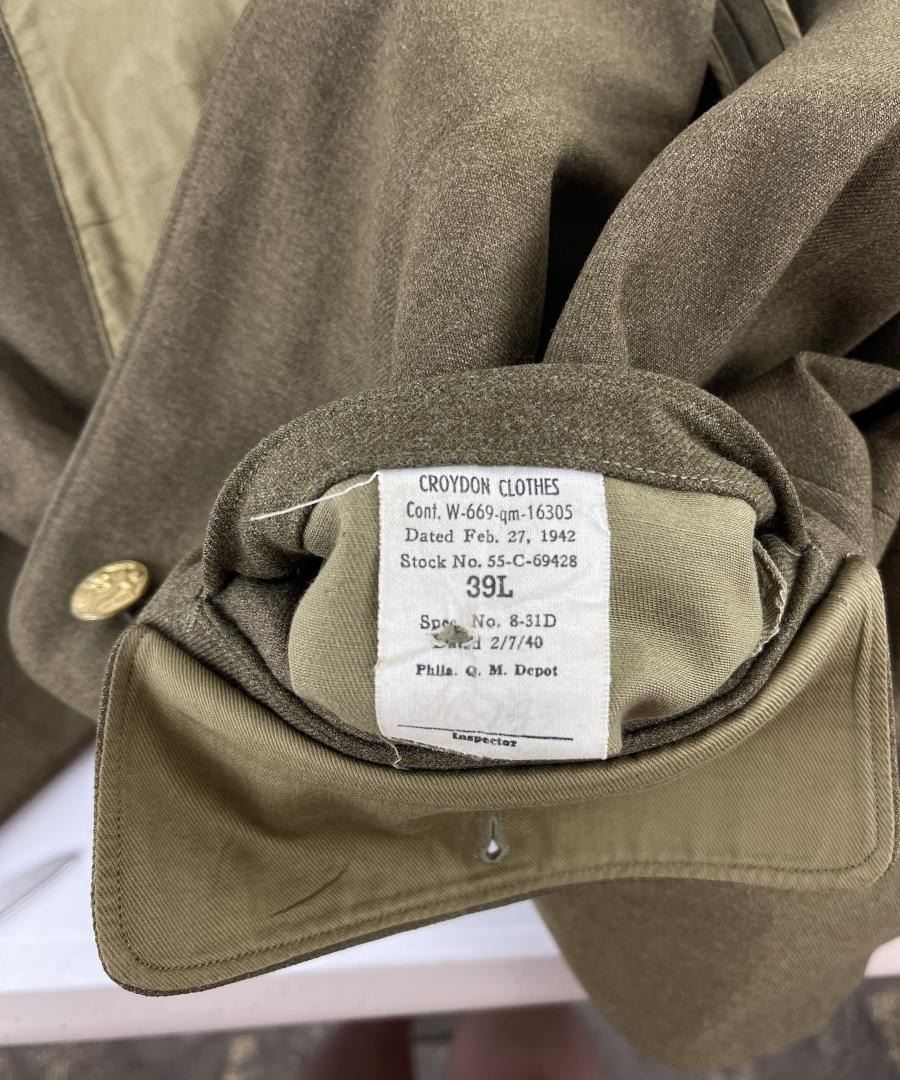 CROYDON CLOTHES
Cont. W-669-qm-16305
Dated Feb. 27, 1942
Stock No. 55-C-69428
39L
Spec. No. 8-31D
Dated 2/7/40
Phila. Q. M. Depot
Inspector